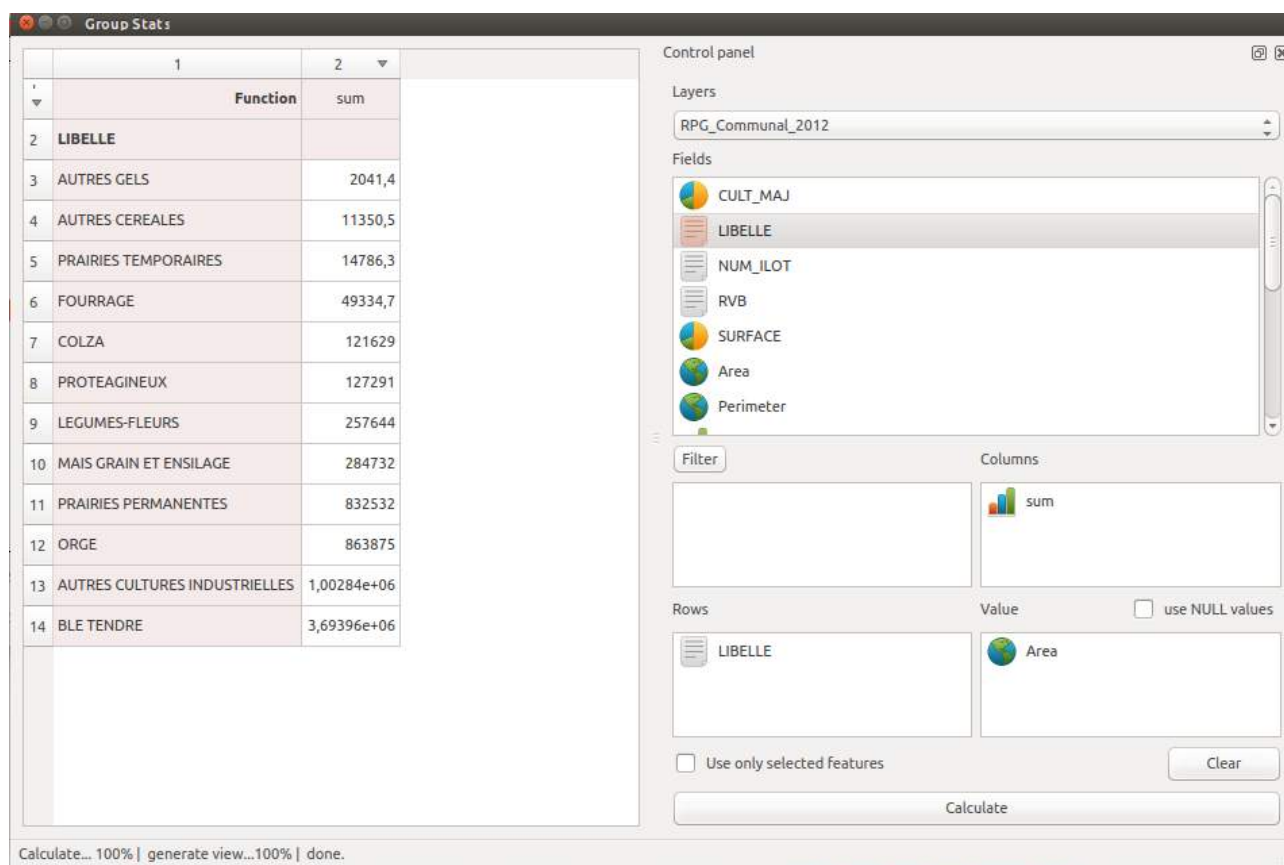 Group Stats
1 2
Function sum
2 LIBELLE
3 AUTRES GELS 2041,4
4 AUTRES CEREALES 11350,5
5 PRAIRIES TEMPORAIRES 14786,3
6 FOURRAGE 49334,7
7 COLZA 121629
8 PROTEAGINEUX 127291
9 LEGUMES-FLEURS 257644
10 MAIS GRAIN ET ENSILAGE 284732
11 PRAIRIES PERMANENTES 832532
12 ORGE 863875
13 AUTRES CULTURES INDUSTRIELLES 1,00284e+06
14 BLE TENDRE 3,69396e+06
Control panel
Layers
RPG_Communal_2012
Fields
CULT_MAJ
LIBELLE
NUM_ILOT
RVB
SURFACE
Area
Perimeter
Filter Columns
sum
Rows Value use NULL values
LIBELLE Area
Use only selected features Clear
Calculate
Calculate... 100% | generate view...100% | done.